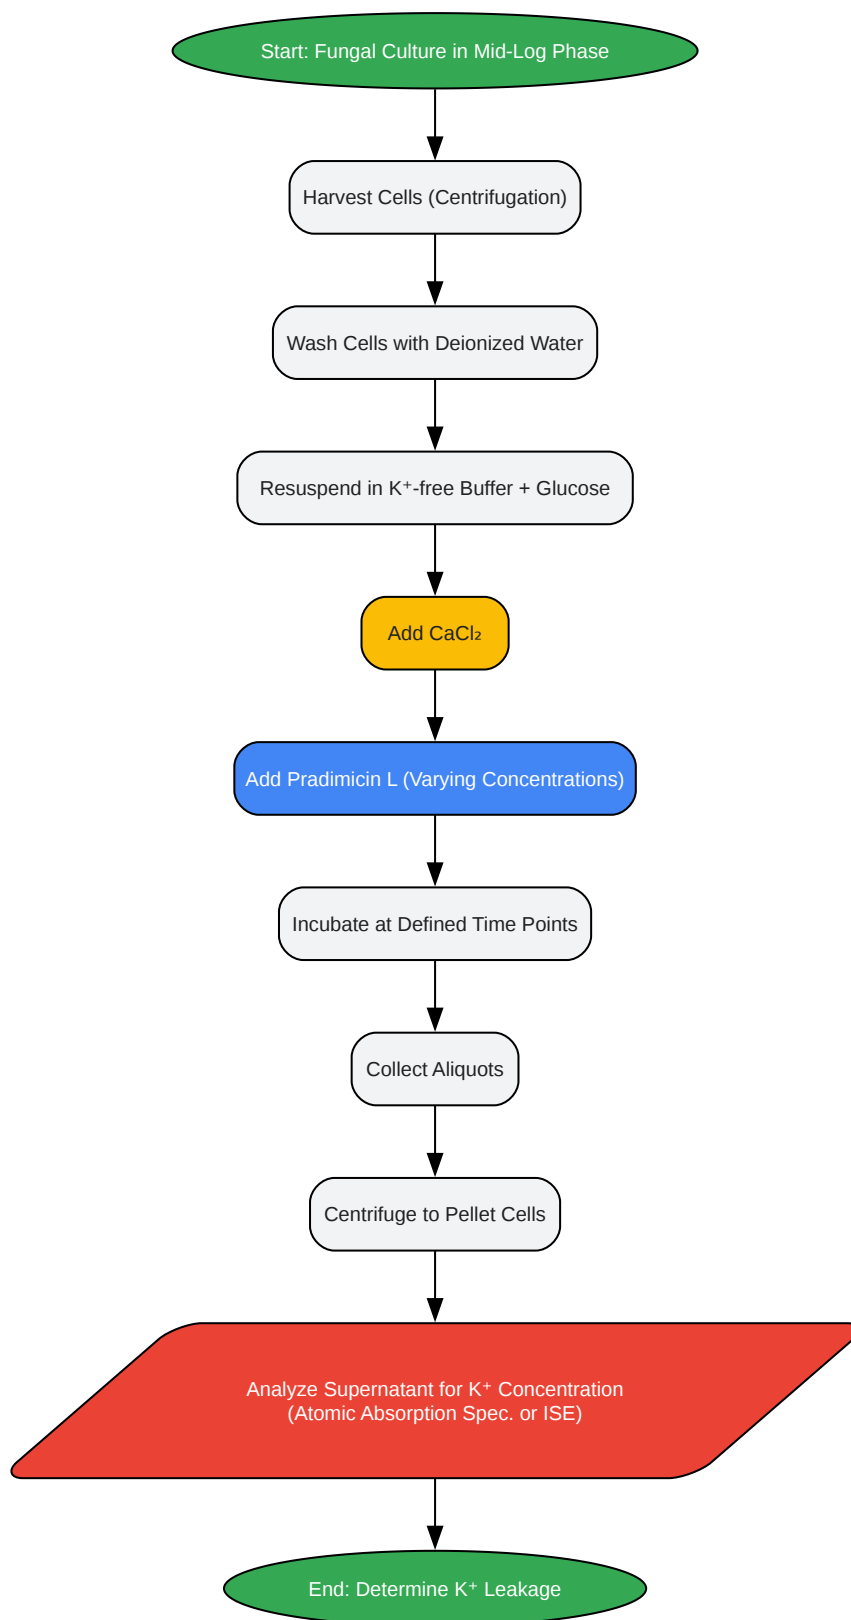 Start: Fungal Culture in Mid-Log Phase
Harvest Cells (Centrifugation)
Wash Cells with Deionized Water
Resuspend in K⁺-free Buffer + Glucose
Add CaCl₂
Add Pradimicin L (Varying Concentrations)
Incubate at Defined Time Points
Collect Aliquots
Centrifuge to Pellet Cells
Analyze Supernatant for K⁺ Concentration
(Atomic Absorption Spec. or ISE)
End: Determine K⁺ Leakage